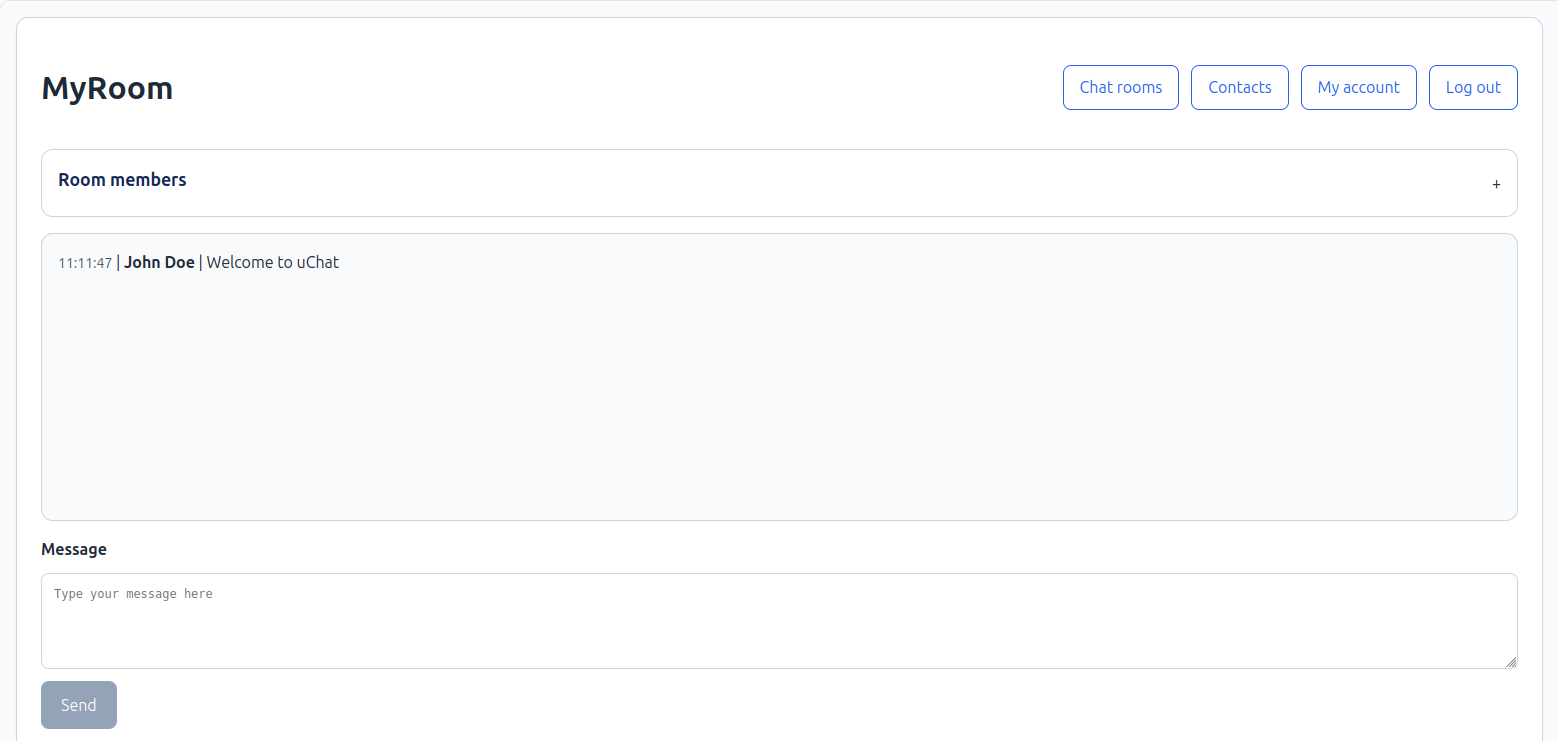 MyRoom
Chat rooms
Contacts
My account
Log out
Room members
+
11:11:47 | John Doe | Welcome to uChat
Message
Type your message here
Send